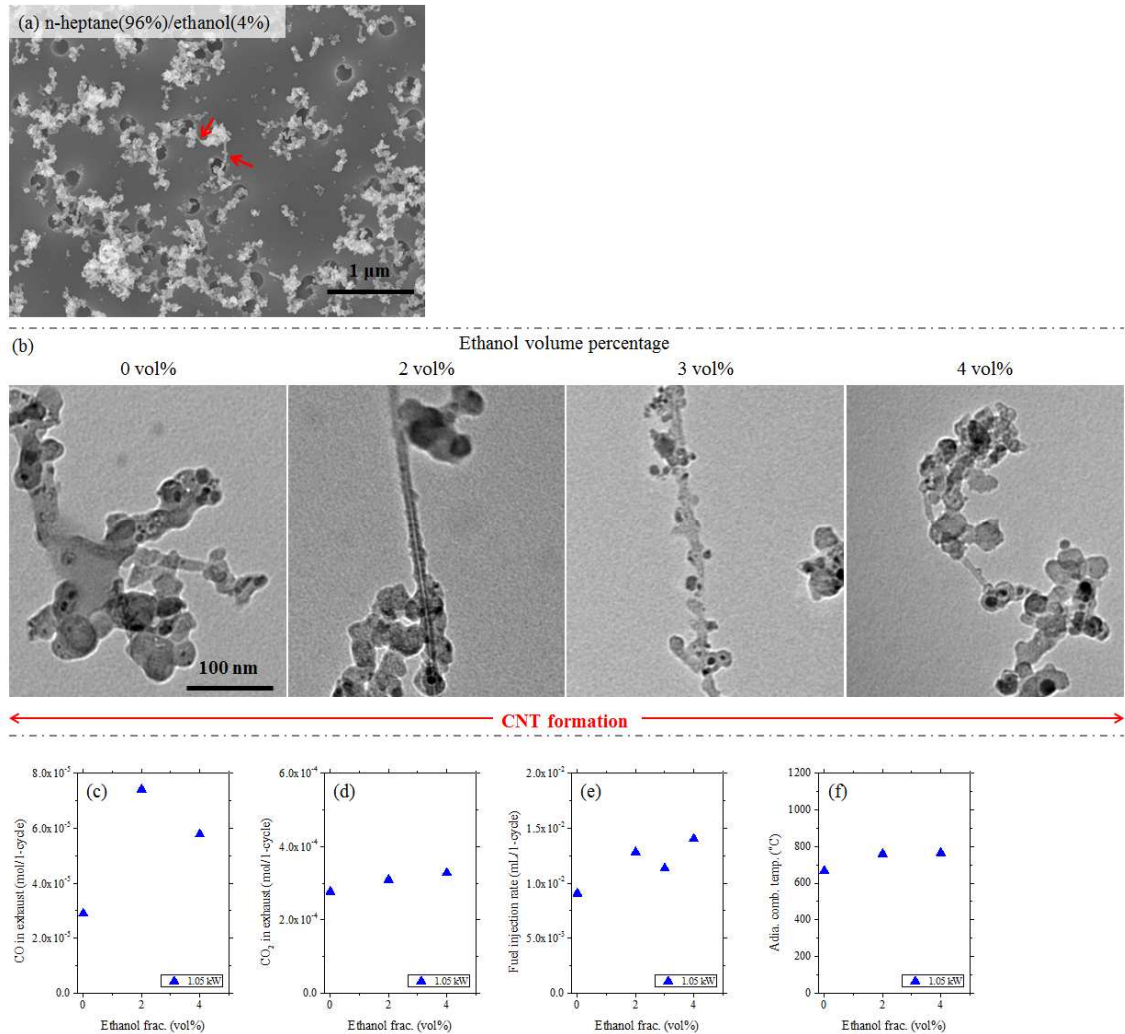 (a) n-heptane(96%)/ethanol(4%)
1 μm
(b)
Ethanol volume percentage
0 vol%
2 vol%
3 vol%
4 vol%
100 nm
CNT formation
(c)
CO in exhaust (mol/1-cycle)
8.0x10⁻⁵
6.0x10⁻⁵
4.0x10⁻⁵
2.0x10⁻⁵
0.0
0 2 4
Ethanol frac. (vol%)
1.05 kW
(d)
CO₂ in exhaust (mol/1-cycle)
6.0x10⁻⁴
4.0x10⁻⁴
2.0x10⁻⁴
0.0
0 2 4
Ethanol frac. (vol%)
1.05 kW
(e)
Fuel injection rate (mL/1-cycle)
2.0x10⁻²
1.5x10⁻²
1.0x10⁻²
5.0x10⁻³
0.0
0 2 4
Ethanol frac. (vol%)
1.05 kW
(f)
Adia. comb. temp. (°C)
1200
1000
800
600
400
200
0
0 2 4
Ethanol frac. (vol%)
1.05 kW